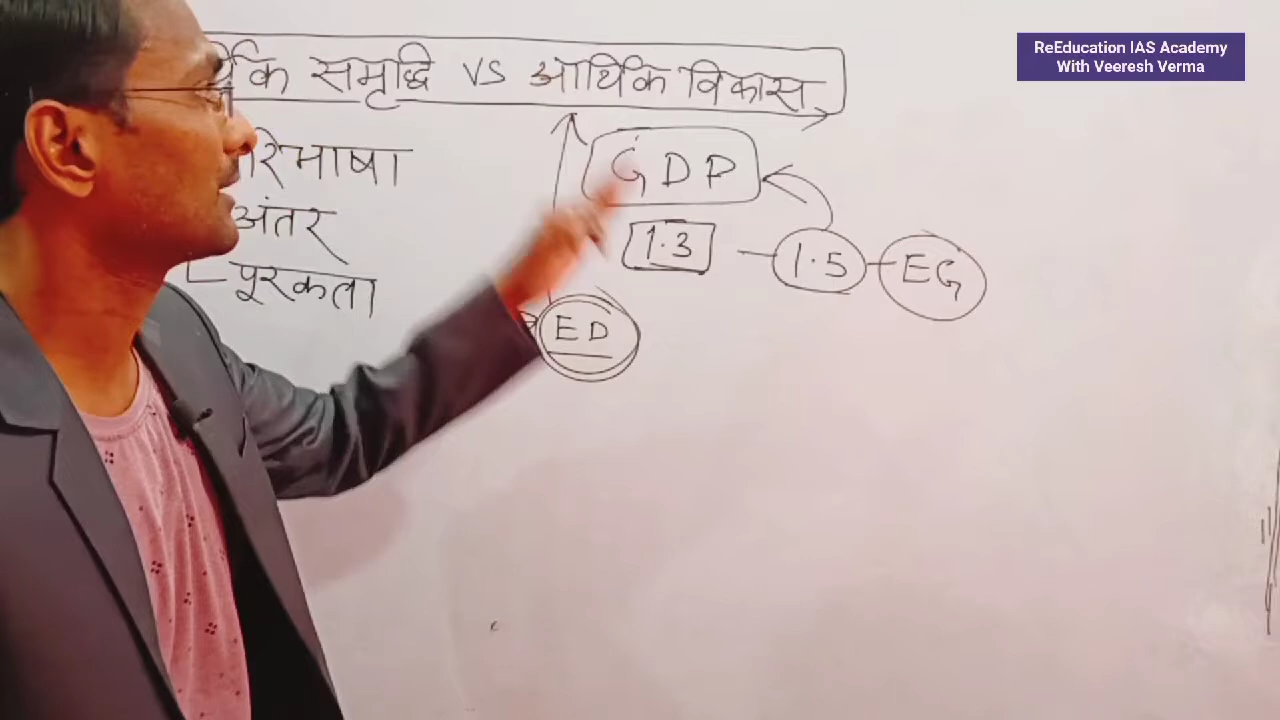 ReEducation IAS Academy
With Veeresh Verma
समृद्धि VS आर्थिक विकास
GDP
अंतर
1.3 1.5 EG
पूरकता
ED